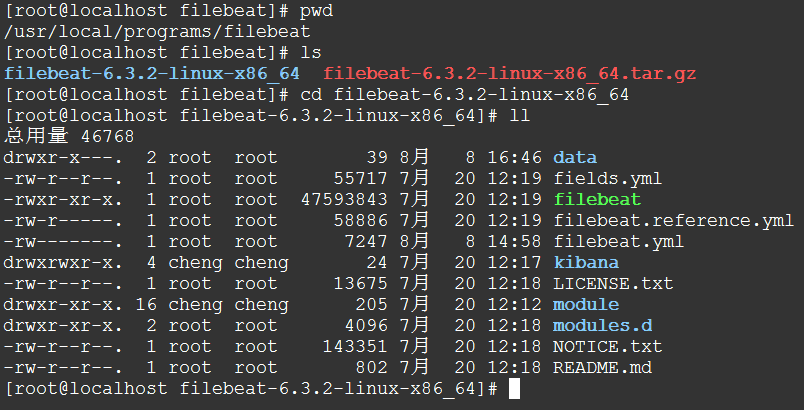 [root@localhost filebeat]# pwd
/usr/local/programs/filebeat
[root@localhost filebeat]# ls
filebeat-6.3.2-linux-x86_64  filebeat-6.3.2-linux-x86_64.tar.gz
[root@localhost filebeat]# cd filebeat-6.3.2-linux-x86_64
[root@localhost filebeat-6.3.2-linux-x86_64]# ll
总用量 46768
drwxr-x---.  2 root  root        39 8月   8 16:46 data
-rw-r--r--.  1 root  root     55717 7月  20 12:19 fields.yml
-rwxr-xr-x.  1 root  root  47593843 7月  20 12:19 filebeat
-rw-r-----.  1 root  root     58886 7月  20 12:19 filebeat.reference.yml
-rw-------.  1 root  root      7247 8月   8 14:58 filebeat.yml
drwxrwxr-x.  4 cheng cheng       24 7月  20 12:17 kibana
-rw-r--r--.  1 root  root     13675 7月  20 12:18 LICENSE.txt
drwxr-xr-x. 16 cheng cheng      205 7月  20 12:12 module
drwxr-xr-x.  2 root  root      4096 7月  20 12:18 modules.d
-rw-r--r--.  1 root  root    143351 7月  20 12:18 NOTICE.txt
-rw-r--r--.  1 root  root       802 7月  20 12:18 README.md
[root@localhost filebeat-6.3.2-linux-x86_64]#